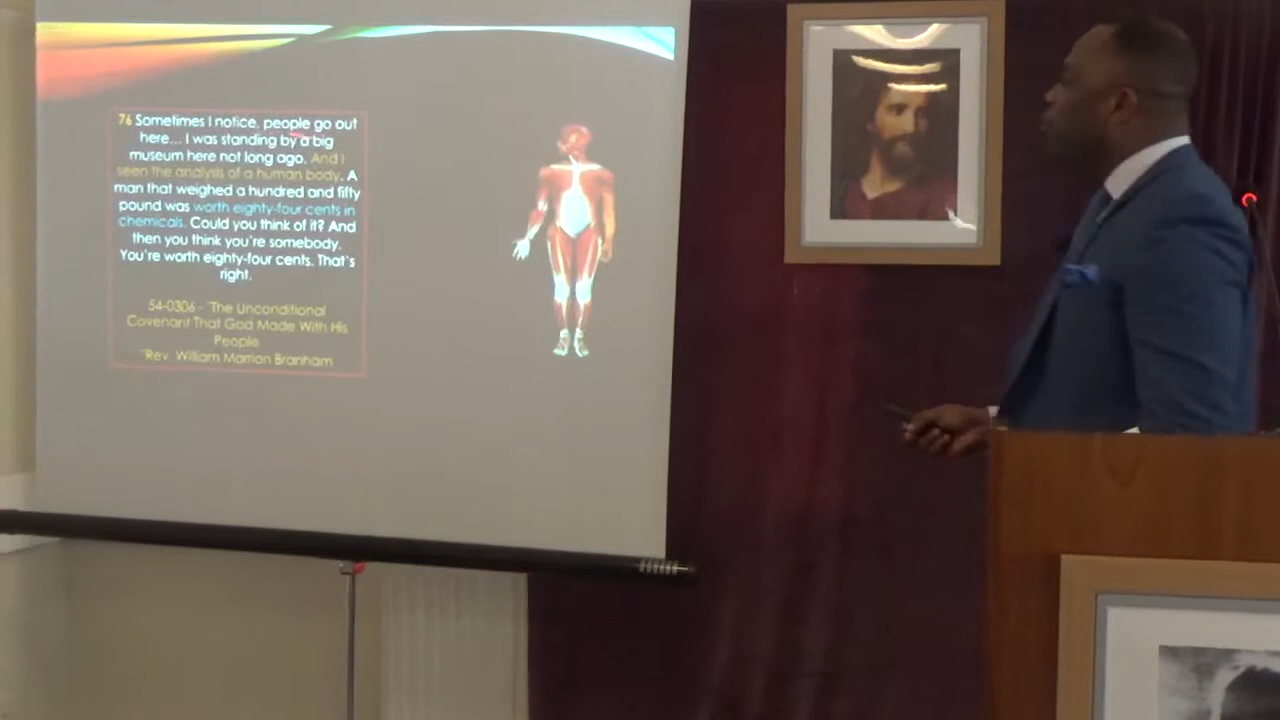 76 Sometimes I notice, people go out
here... I was standing by a big
museum here not long ago. And I
seen the analysis of a human body. A
man that weighed a hundred and fifty
pound was worth eighty-four cents in
chemicals. Could you think of it? And
then you think you're somebody.
You're worth eighty-four cents. That's
right.
54-0306 - "The Unconditional
Covenant That God Made With His
People
"Rev. William Marrion Branham